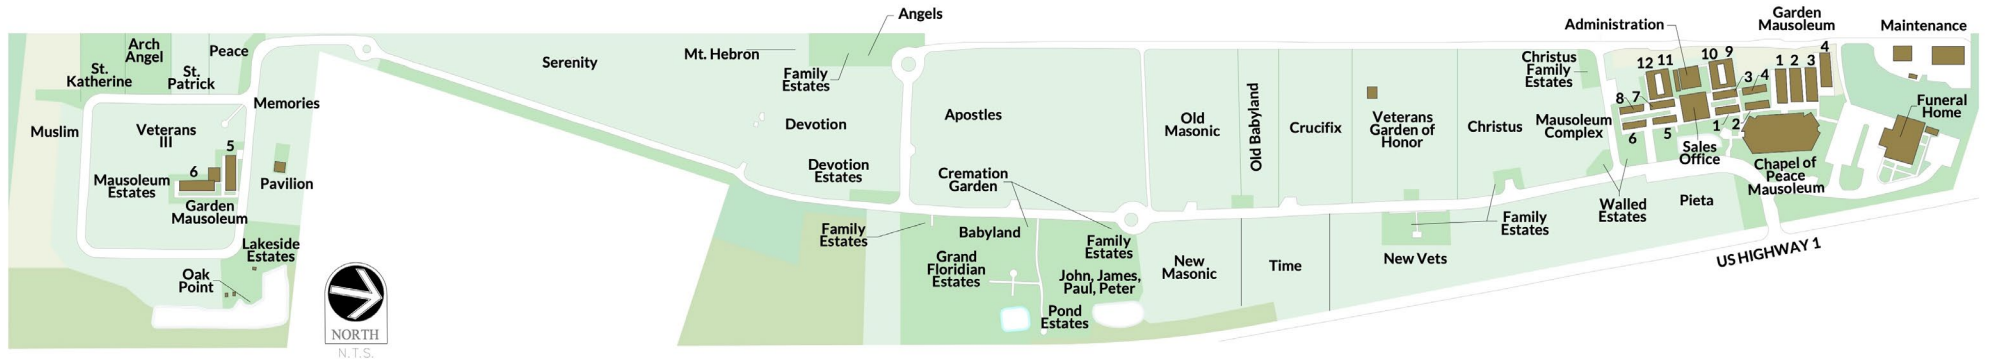 Arch
Angel
Peace
St.
Katherine
St.
Patrick
Memories
Muslim
Veterans
III
5
6
Mausoleum
Estates
Pavilion
Garden
Mausoleum
Lakeside
Estates
Oak
Point
NORTH
N.T.S.
Serenity
Mt. Hebron
Angels
Family
Estates
Devotion
Devotion
Estates
Apostles
Cremation
Garden
Family
Estates
Babyland
Grand
Floridian
Estates
Family
Estates
John, James,
Paul, Peter
Pond
Estates
Old
Masonic
Old Babyland
Crucifix
Veterans
Garden of
Honor
Christus
New
Masonic
Time
New Vets
Family
Estates
Christus
Family
Estates
Mausoleum
Complex
Administration
Garden
Mausoleum
Maintenance
12 11
10 9
4
1 2 3
3 4
8 7
6
5
1 2
Sales
Office
Chapel of
Peace
Mausoleum
Funeral
Home
Walled
Estates
Pieta
US HIGHWAY 1